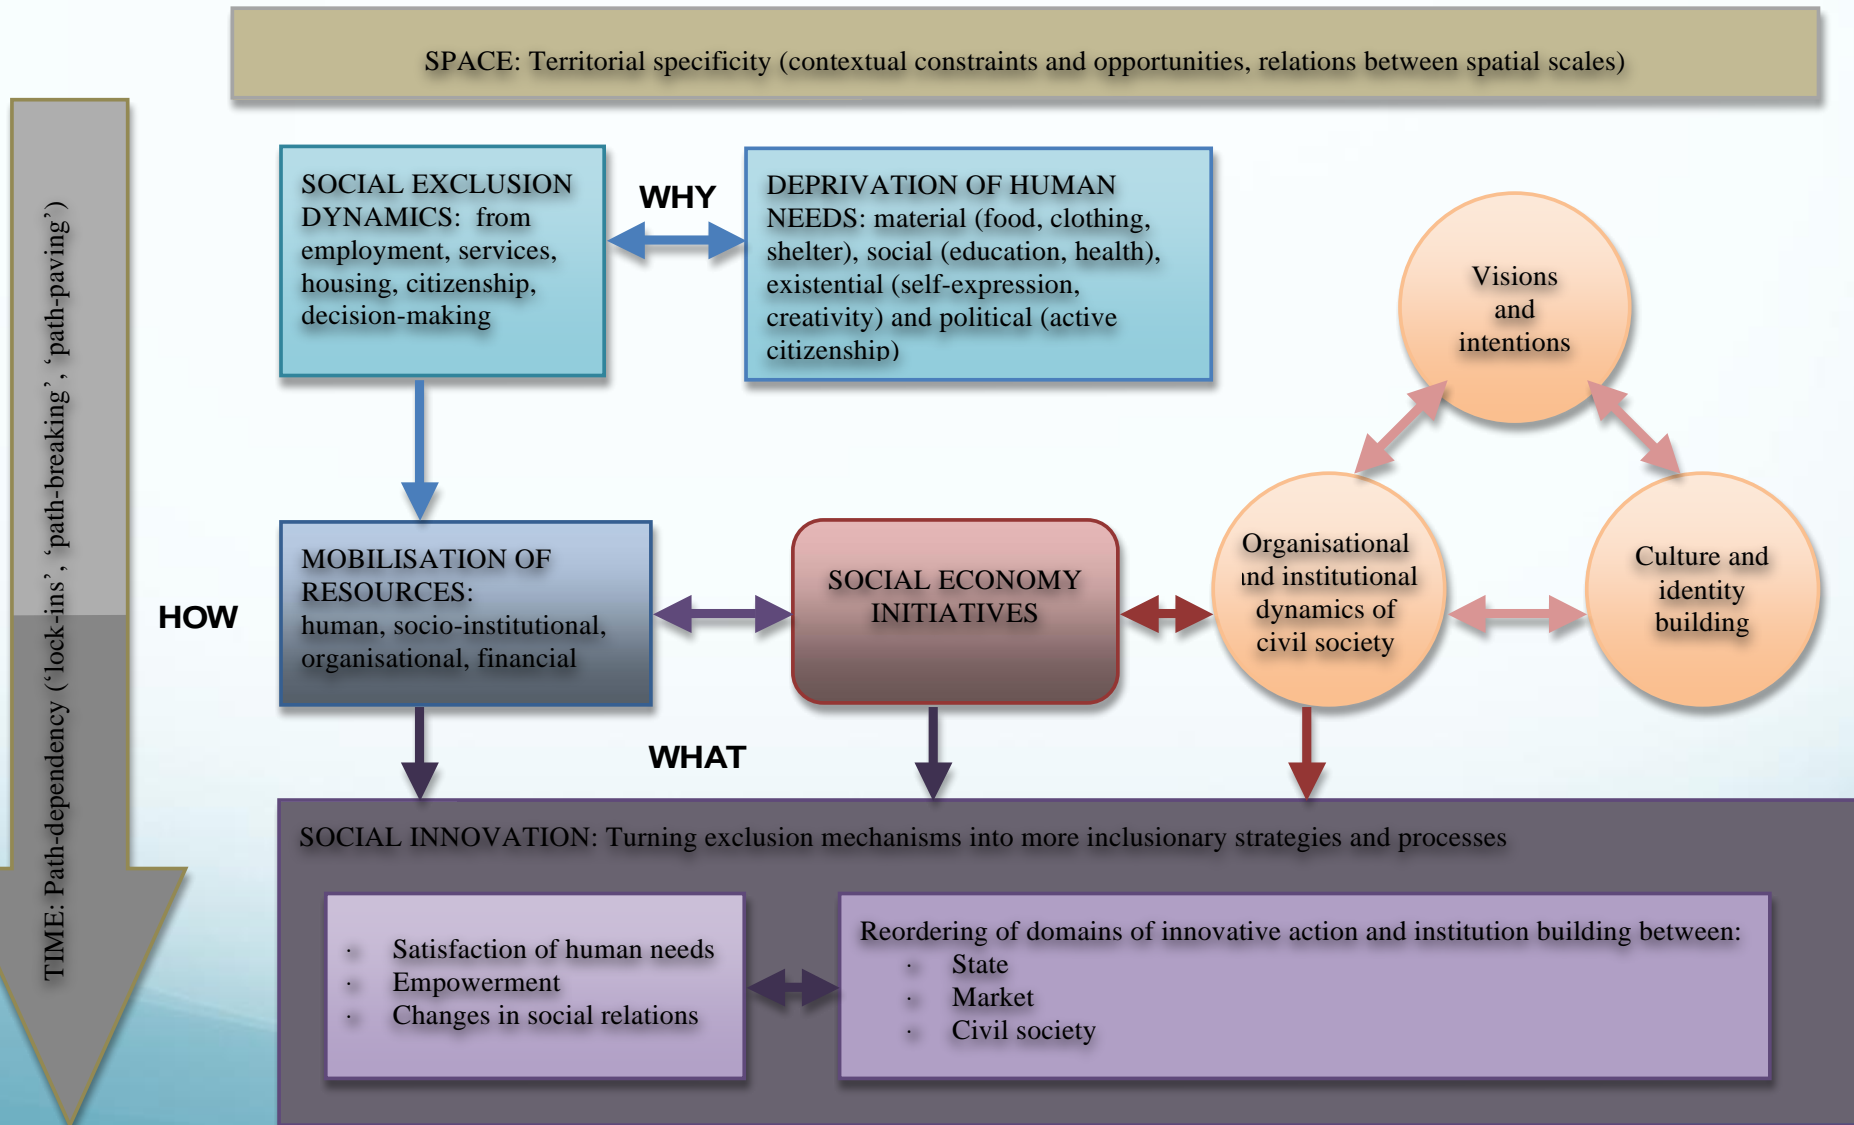 SPACE: Territorial specificity (contextual constraints and opportunities, relations between spatial scales)
TIME: Path-dependency (‘lock-ins’, ‘path-breaking’, ‘path-paving’)
SOCIAL EXCLUSION
DYNAMICS: from
employment, services,
housing, citizenship,
decision-making
WHY
DEPRIVATION OF HUMAN
NEEDS: material (food, clothing,
shelter), social (education, health),
existential (self-expression,
creativity) and political (active
citizenship)
Visions
and
intentions
HOW
MOBILISATION OF
RESOURCES:
human, socio-institutional,
organisational, financial
SOCIAL ECONOMY
INITIATIVES
Organisational
and institutional
dynamics of
civil society
Culture and
identity
building
WHAT
SOCIAL INNOVATION: Turning exclusion mechanisms into more inclusionary strategies and processes
· Satisfaction of human needs
· Empowerment
· Changes in social relations
Reordering of domains of innovative action and institution building between:
· State
· Market
· Civil society